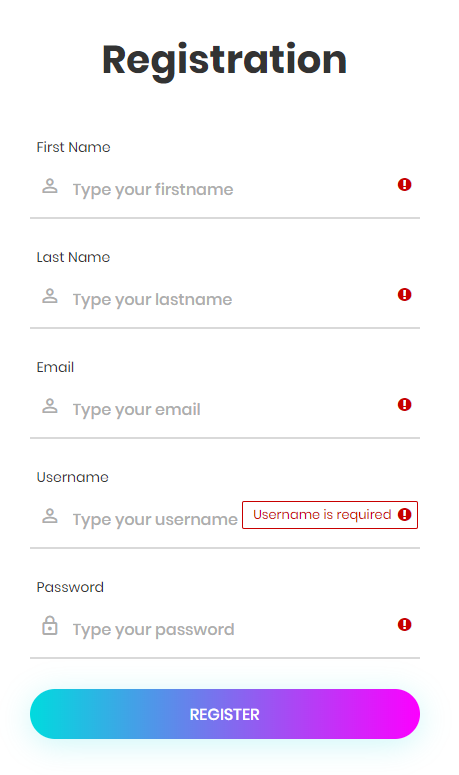 Registration
First Name
Type your firstname
Last Name
Type your lastname
Email
Type your email
Username
Type your username Username is required
Password
Type your password
REGISTER